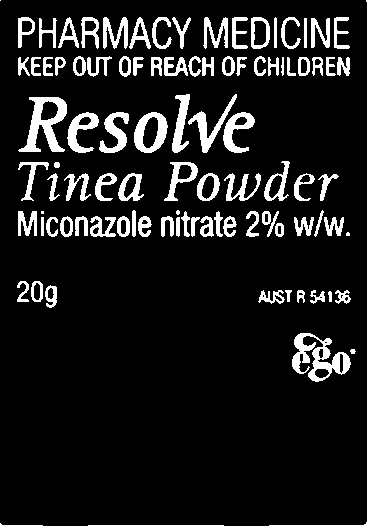 PHARMACY MEDICINE
KEEP OUT OF REACH OF CHILDREN
Resolve
Tinea Powder
Miconazole nitrate 2% w/w.
20g
AUST R 54136
ego